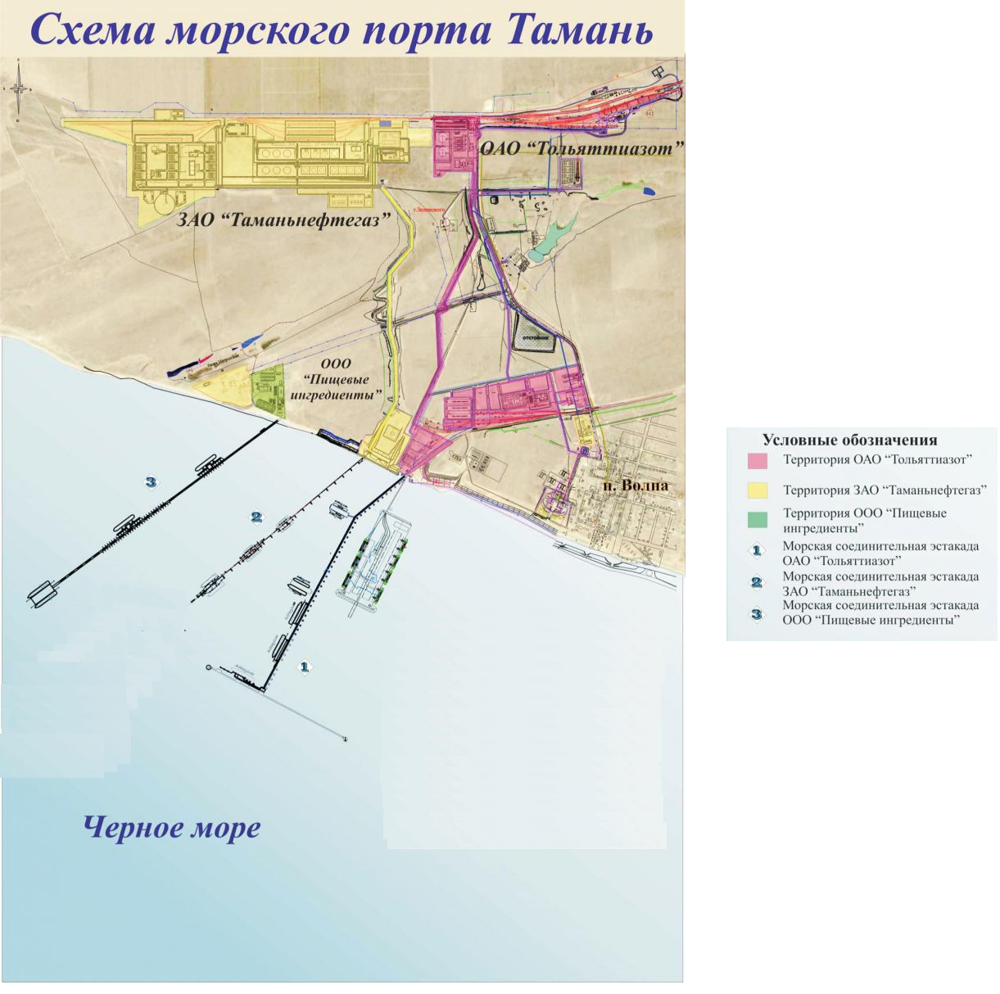 Схема морского порта Тамань
ОАО “Тольяттиазот”
ЗАО “Таманьнефтегаз”
г.Зеленского
отстойник
ООО
“Пищевые
ингредиенты”
п. Волна
3
2
1
Черное море
Условные обозначения
Территория ОАО “Тольяттиазот”
Территория ЗАО “Таманьнефтегаз”
Территория ООО “Пищевые
ингредиенты”
1 Морская соединительная эстакада
ОАО “Тольяттиазот”
2 Морская соединительная эстакада
ЗАО “Таманьнефтегаз”
3 Морская соединительная эстакада
ООО “Пищевые ингредиенты”